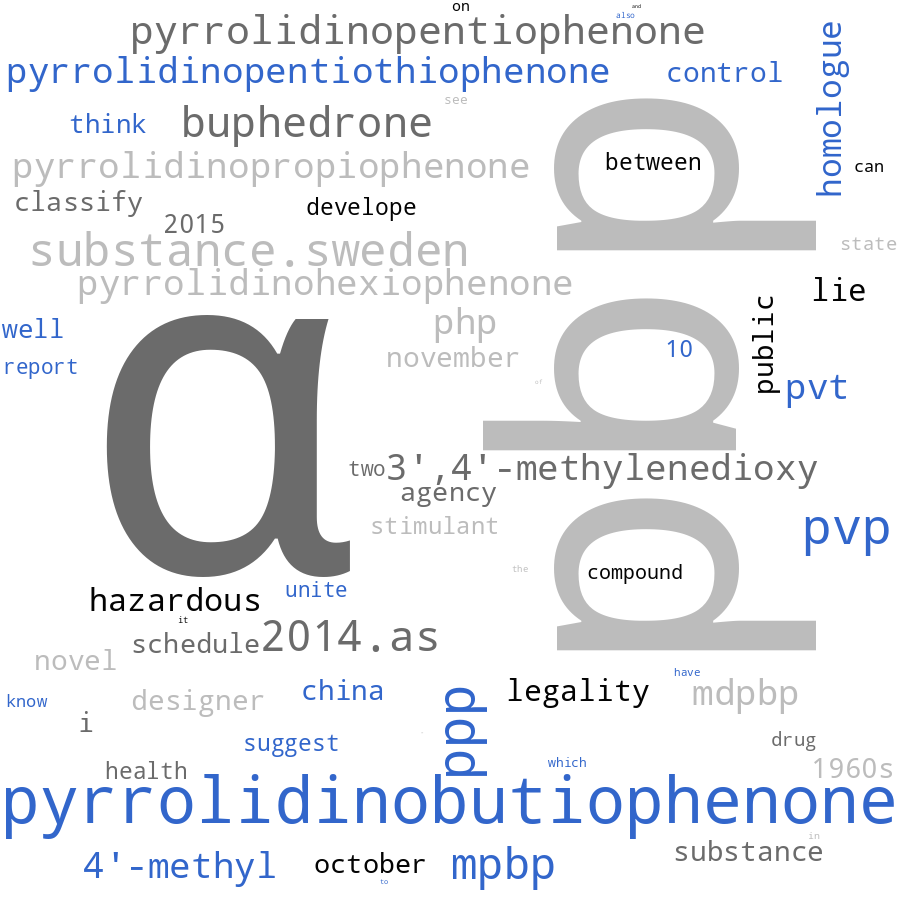 on
also
and
pyrrolidinopentiophenone
pyrrolidinopentiothiophenone
control
homologue
see
think
buphedrone
between
can
pyrrolidinopropiophenone
classify
develope
2015
substance.sweden
state
pyrrolidinohexiophenone
lie
α
pbp
php
well
november
10
public
report
of
pvt
two
3',4'-methylenedioxy
agency
stimulant
pvp
the
compound
hazardous
unite
it
schedule
2014.as
novel
have
know
designer
china
ppp
legality
mdpbp
i
suggest
drug
health
which
1960s
pyrrolidinobutiophenone
in
substance
4'-methyl
october
mpbp
to